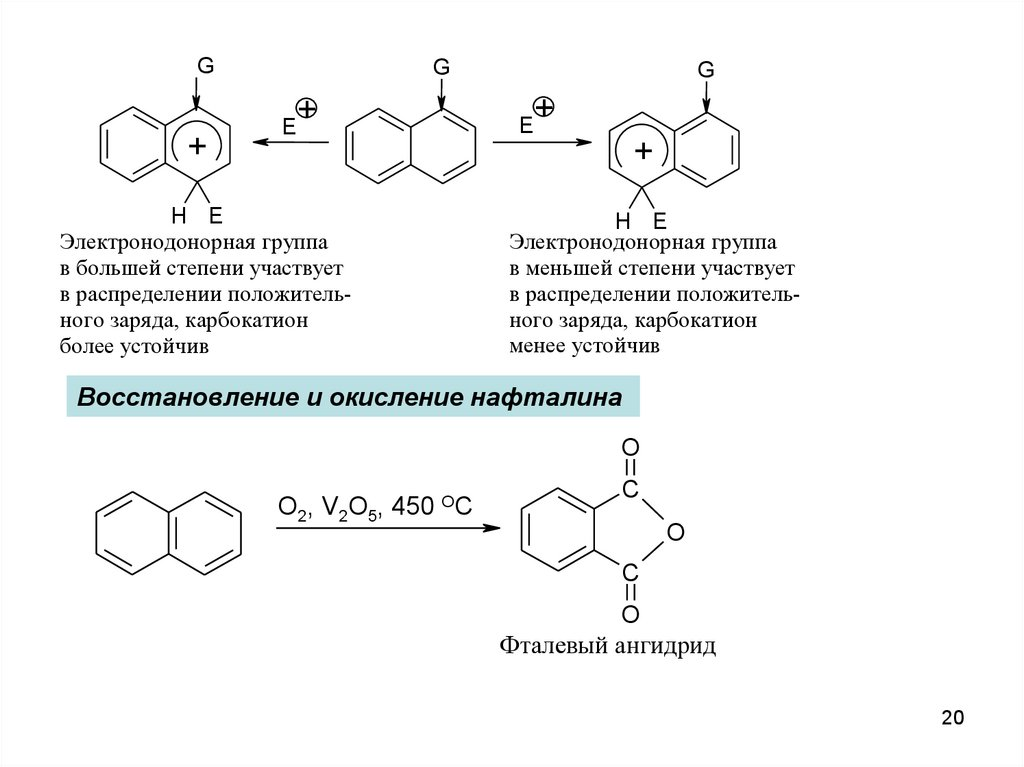 G
G
G
E
+
E
+
+
+
H E
H E
Электронодонорная группа
в большей степени участвует
в распределении положитель-
ного заряда, карбокатион
более устойчив
Электронодонорная группа
в меньшей степени участвует
в распределении положитель-
ного заряда, карбокатион
менее устойчив
Восстановление и окисление нафталина
O2, V2O5, 450 OC
O
C
O
C
O
Фталевый ангидрид
20